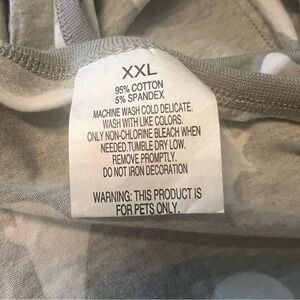 XXL
95% COTTON
5% SPANDEX
MACHINE WASH COLD DELICATE.
WASH WITH LIKE COLORS.
ONLY NON-CHLORINE BLEACH WHEN
NEEDED.TUMBLE DRY LOW.
REMOVE PROMPTLY.
DO NOT IRON DECORATION
WARNING: THIS PRODUCT IS
FOR PETS ONLY.